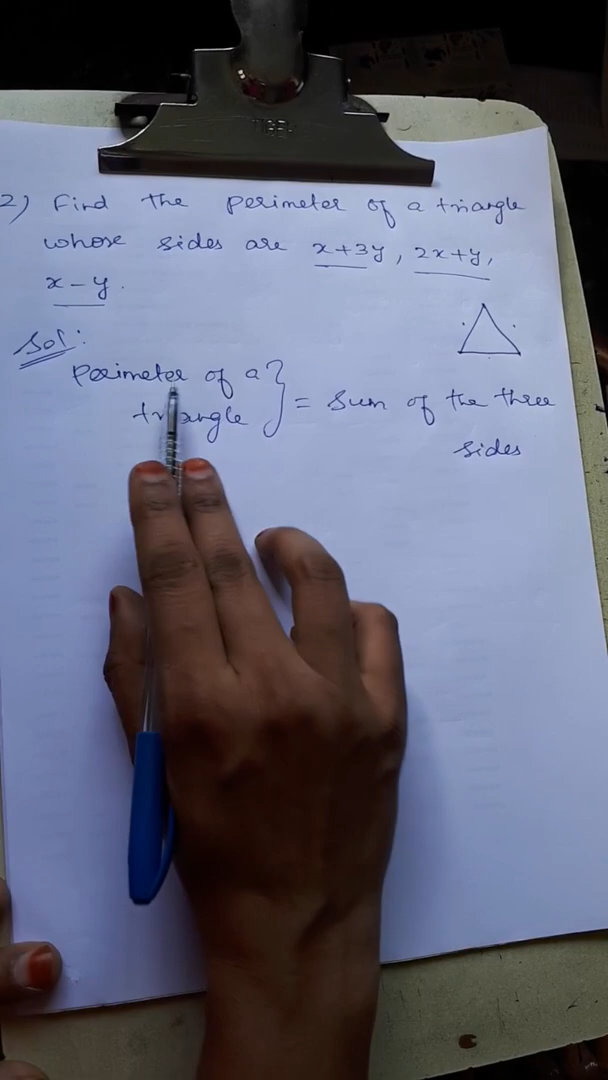 2) Find the perimeter of a triangle
whose sides are x+3y, 2x+y,
x-y.
Sol:
Perimeter of a
triangle } = Sum of the three
sides